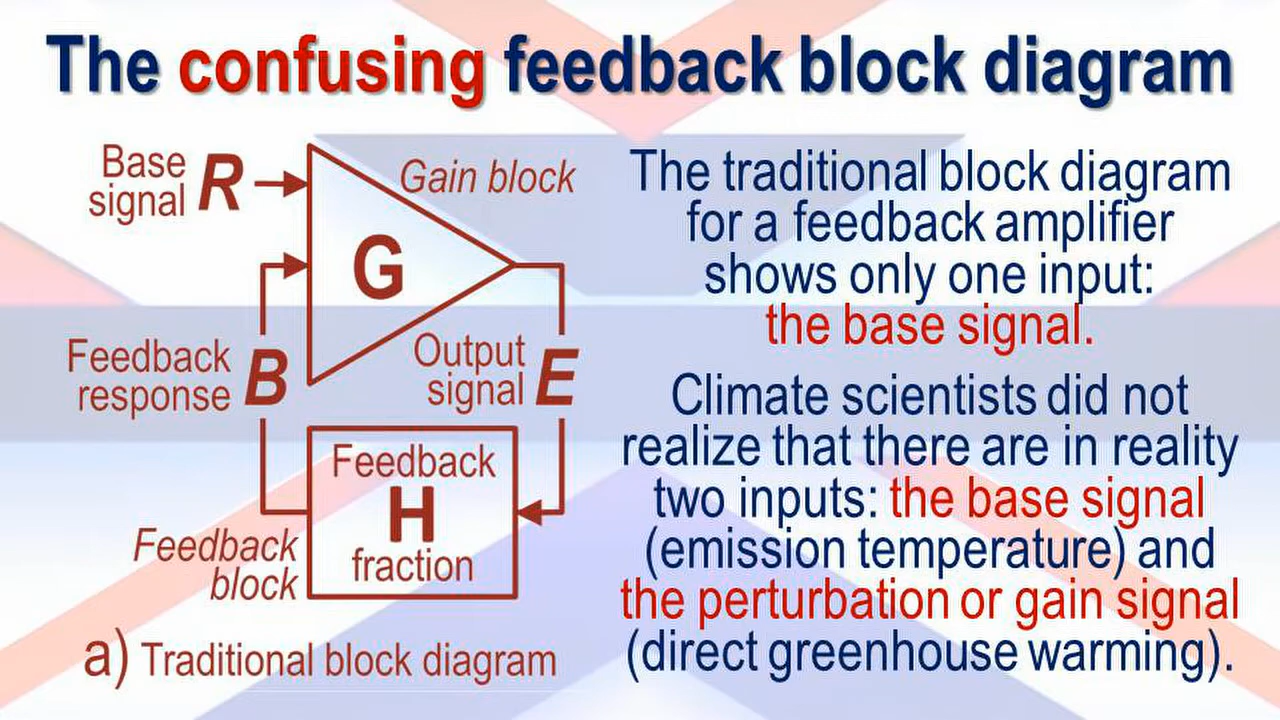 The confusing feedback block diagram
Base
signal R
Gain block
G
Feedback
response B
Output
signal E
Feedback
H
fraction
Feedback
block
a) Traditional block diagram
The traditional block diagram
for a feedback amplifier
shows only one input:
the base signal.
Climate scientists did not
realize that there are in reality
two inputs: the base signal
(emission temperature) and
the perturbation or gain signal
(direct greenhouse warming).